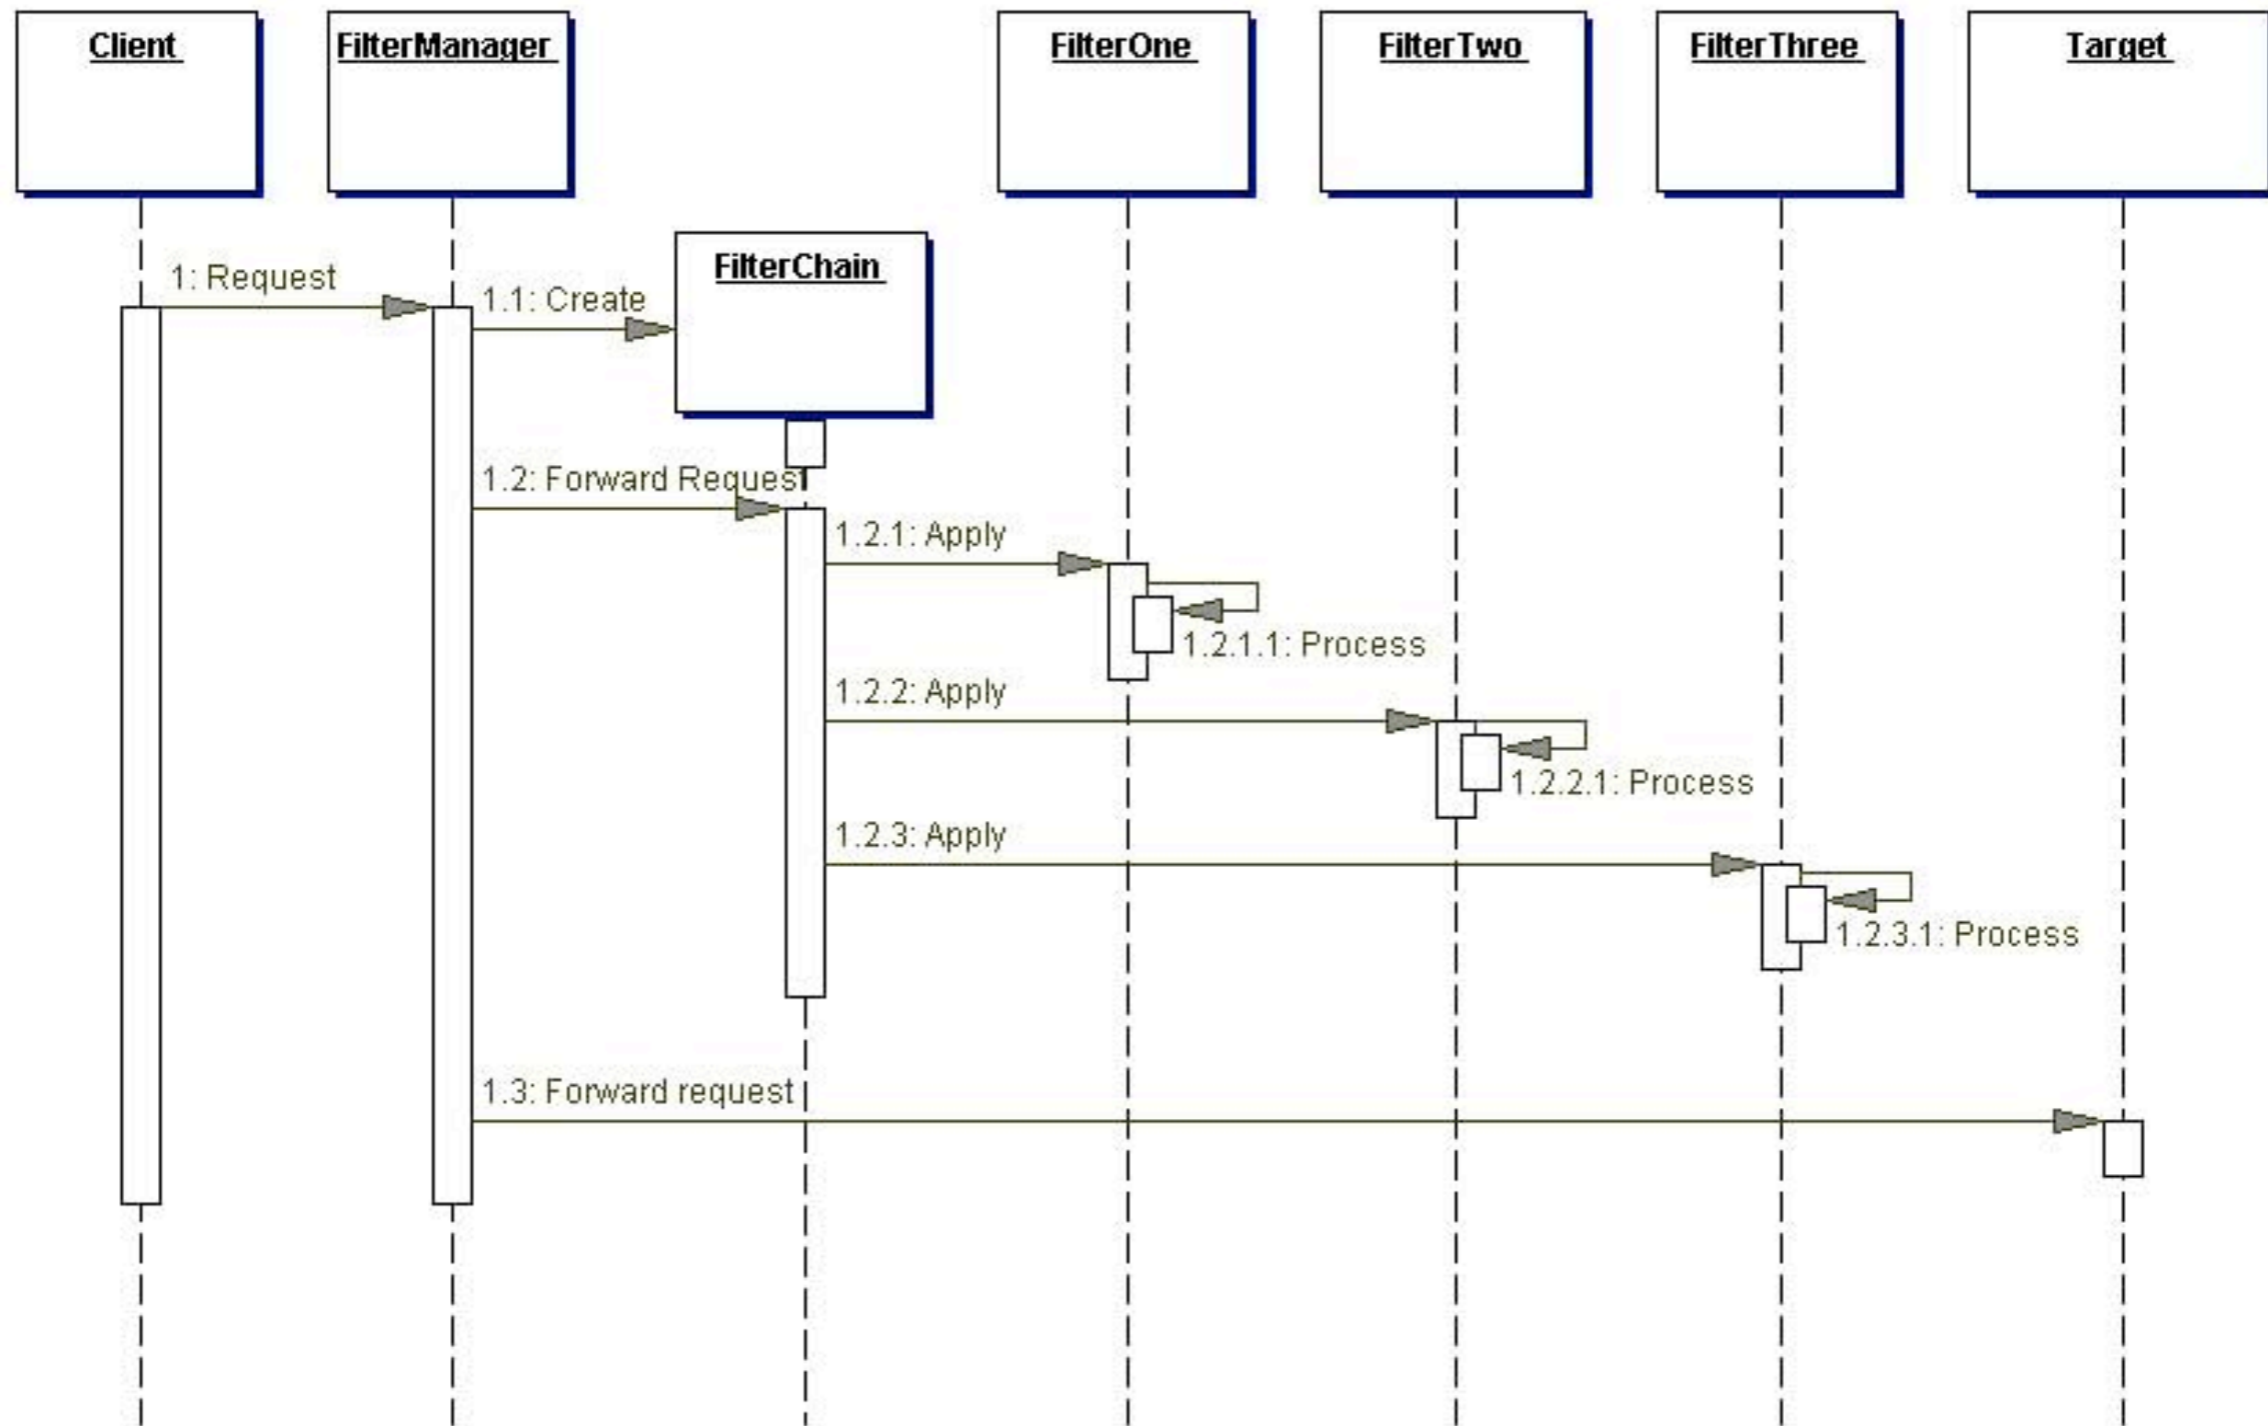 Client
FilterManager
FilterOne
FilterTwo
FilterThree
Target
FilterChain
1: Request
1.1: Create
1.2: Forward Request
1.2.1: Apply
1.2.1.1: Process
1.2.2: Apply
1.2.2.1: Process
1.2.3: Apply
1.2.3.1: Process
1.3: Forward request